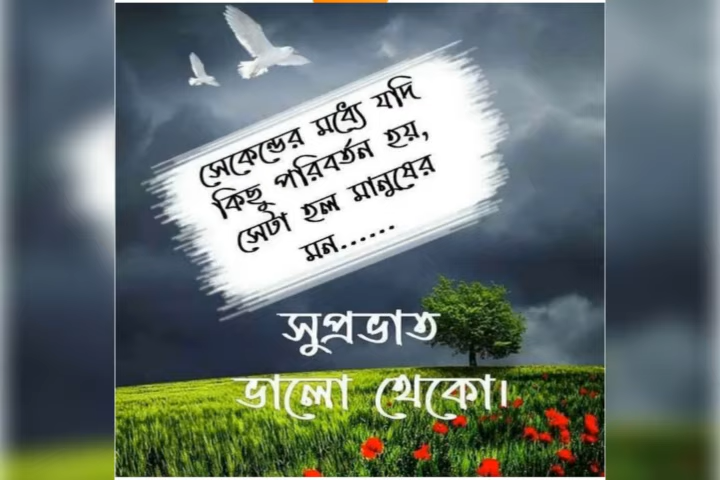 সেকেন্ডের মধ্যে যদি
কিছু পরিবর্তন হয়,
সেটা হল মানুষের
মন......
সুপ্রভাত
ভালো থেকো।